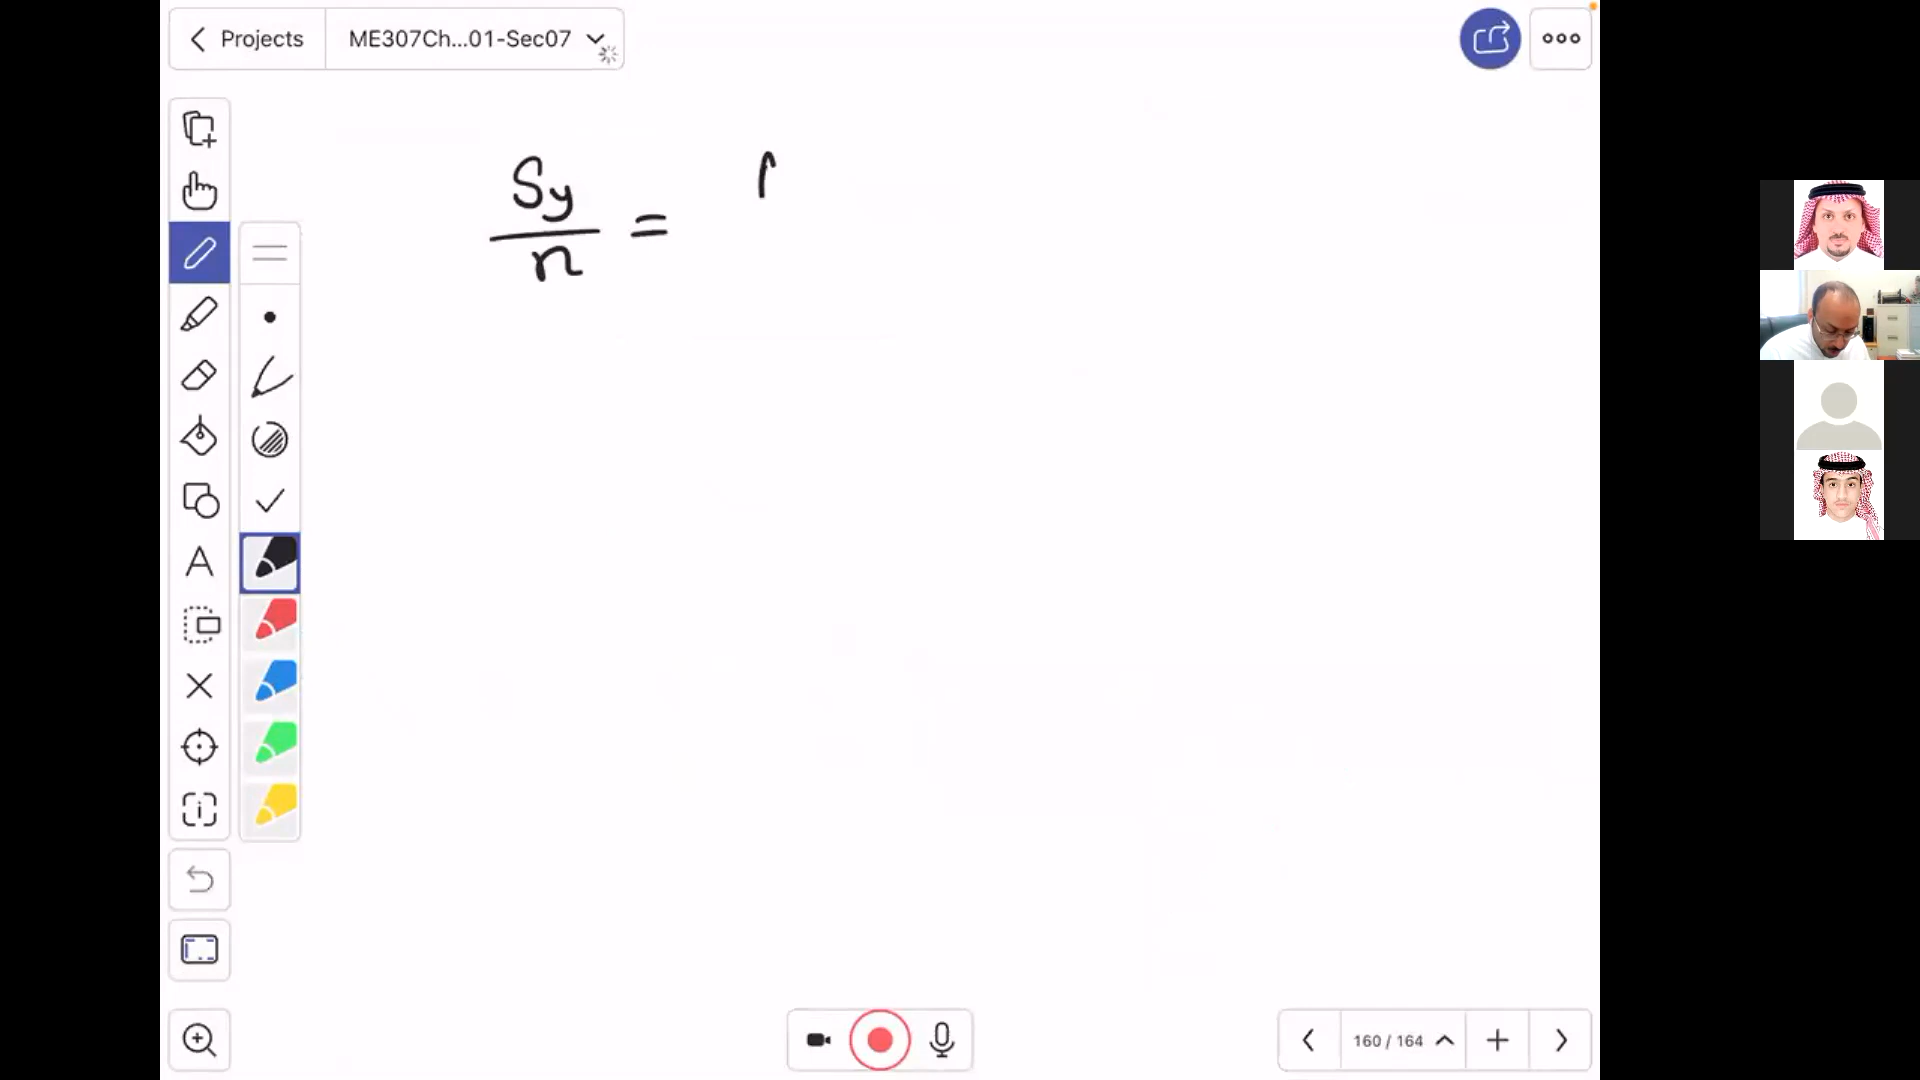 Projects
ME307Ch...01-Sec07
Sy
n
=
A
160 / 164